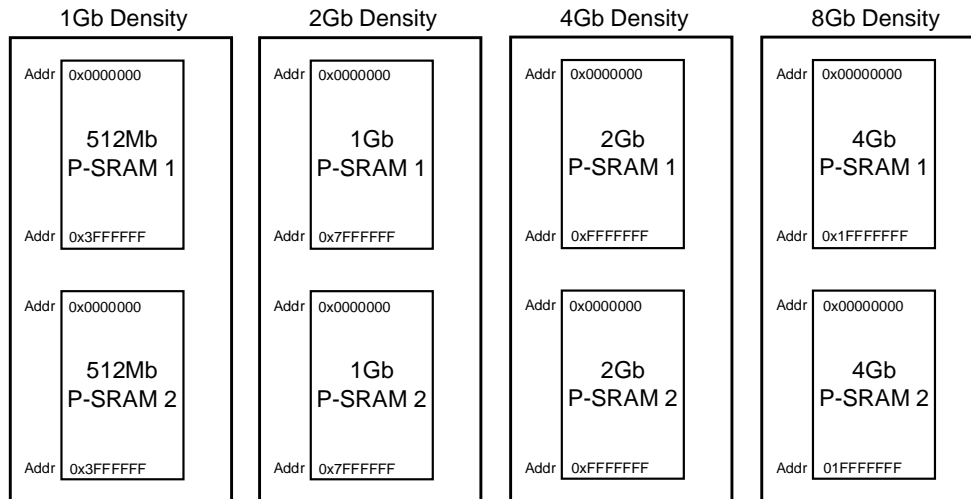 1Gb Density
Addr 0x0000000
512Mb
P-SRAM 1
Addr 0x3FFFFFF
Addr 0x0000000
512Mb
P-SRAM 2
Addr 0x3FFFFFF
2Gb Density
Addr 0x0000000
1Gb
P-SRAM 1
Addr 0x7FFFFFF
Addr 0x0000000
1Gb
P-SRAM 2
Addr 0x7FFFFFF
4Gb Density
Addr 0x0000000
2Gb
P-SRAM 1
Addr 0xFFFFFFF
Addr 0x0000000
2Gb
P-SRAM 2
Addr 0xFFFFFFF
8Gb Density
Addr 0x00000000
4Gb
P-SRAM 1
Addr 0x1FFFFFFF
Addr 0x00000000
4Gb
P-SRAM 2
Addr 01FFFFFFF